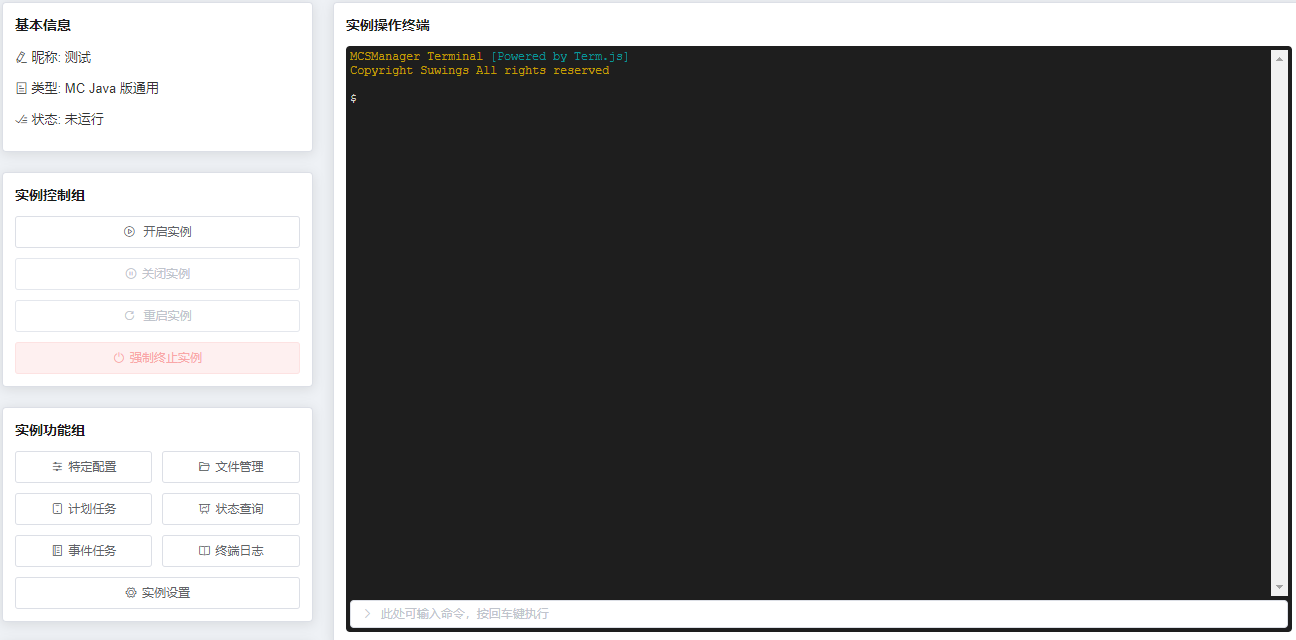 基本信息
昵称: 测试
类型: MC Java 版通用
状态: 未运行
实例控制组
开启实例
关闭实例
重启实例
强制终止实例
实例功能组
特定配置
文件管理
计划任务
状态查询
事件任务
终端日志
实例设置
实例操作终端
MCSManager Terminal [Powered by Term.js]
Copyright Suwings All rights reserved
$
此处可输入命令，按回车键执行